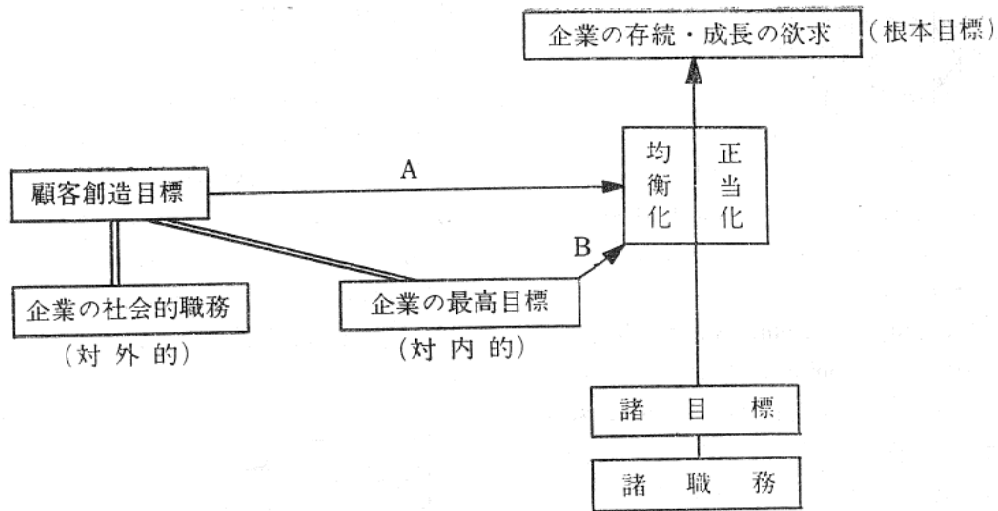 企業の存続・成長の欲求
(根本目標)
均衡化
正当化
A
顧客創造目標
B
企業の社会的職務
(対外的)
企業の最高目標
(対内的)
諸目標
諸職務